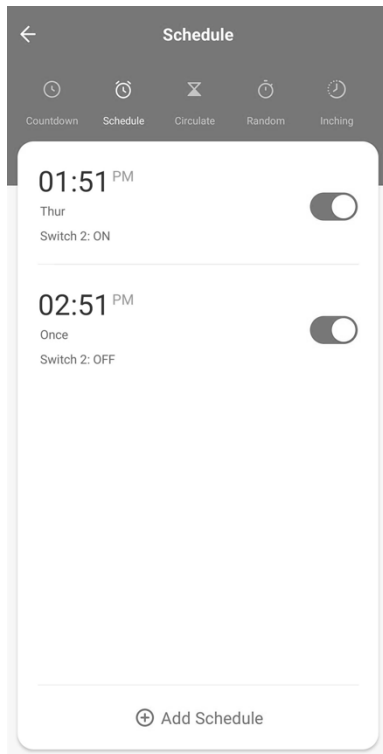 Schedule
Countdown Schedule Circulate Random Inching
01:51 PM
Thur
Switch 2: ON
02:51 PM
Once
Switch 2: OFF
Add Schedule